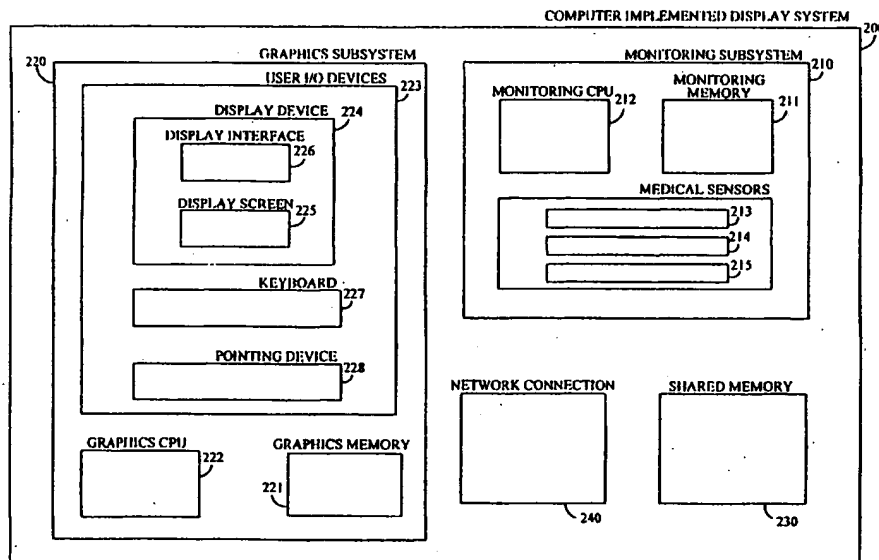 COMPUTER IMPLEMENTED DISPLAY SYSTEM
GRAPHICS SUBSYSTEM
220
USER I/O DEVICES
223
DISPLAY DEVICE
224
DISPLAY INTERFACE
226
DISPLAY SCREEN
225
KEYBOARD
227
POINTING DEVICE
228
GRAPHICS CPU
222
GRAPHICS MEMORY
221
MONITORING SUBSYSTEM
210
MONITORING CPU
212
MONITORING
MEMORY
211
MEDICAL SENSORS
213
214
215
NETWORK CONNECTION
240
SHARED MEMORY
230